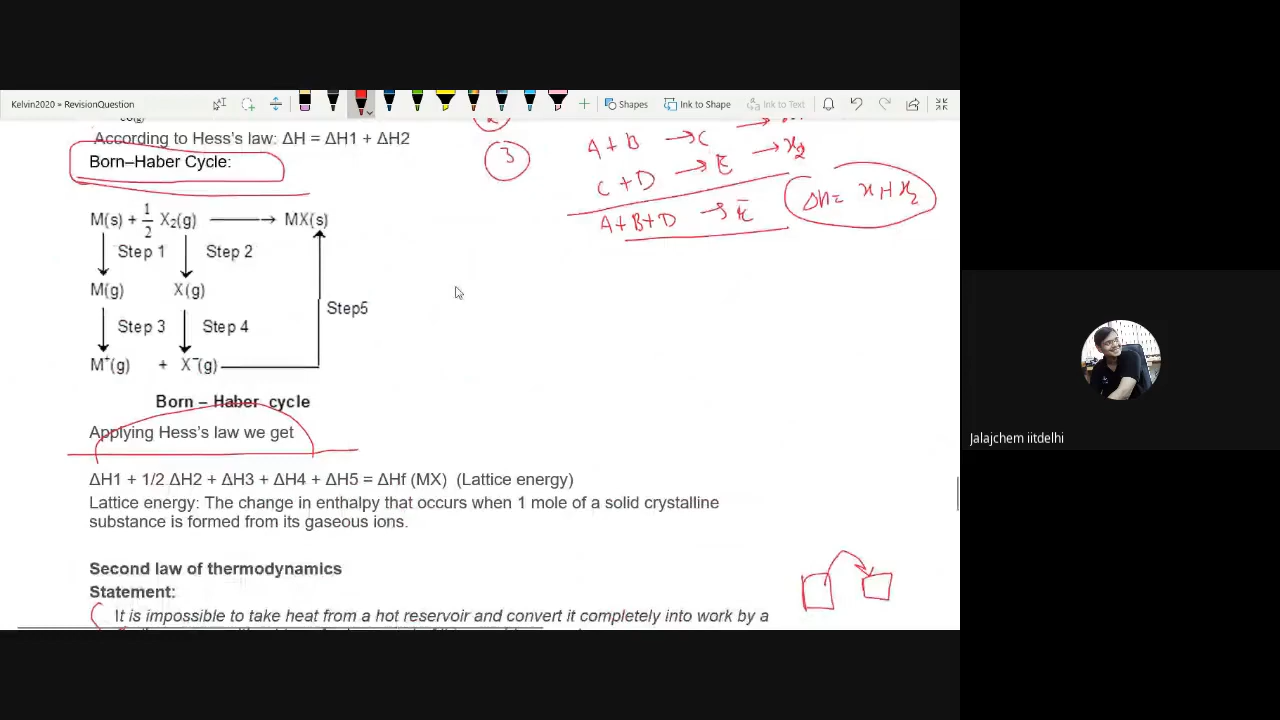 Kelvin2020 » RevisionQuestion
Shapes
Ink to Shape
Ink to Text
According to Hess's law: ΔH = ΔH1 + ΔH2
Born–Haber Cycle:
3
A + B → C
C + D → E → x2
A+B+D → E
Δh = x1+x2
M(s) + 1/2 X2(g) → MX(s)
Step 1 Step 2
M(g) X(g)
Step5
Step 3 Step 4
M+(g) + X−(g)
Born – Haber cycle
Applying Hess's law we get
ΔH1 + 1/2 ΔH2 + ΔH3 + ΔH4 + ΔH5 = ΔHf (MX) (Lattice energy)
Lattice energy: The change in enthalpy that occurs when 1 mole of a solid crystalline
substance is formed from its gaseous ions.
Second law of thermodynamics
Statement:
It is impossible to take heat from a hot reservoir and convert it completely into work by a
Jalajchem iitdelhi